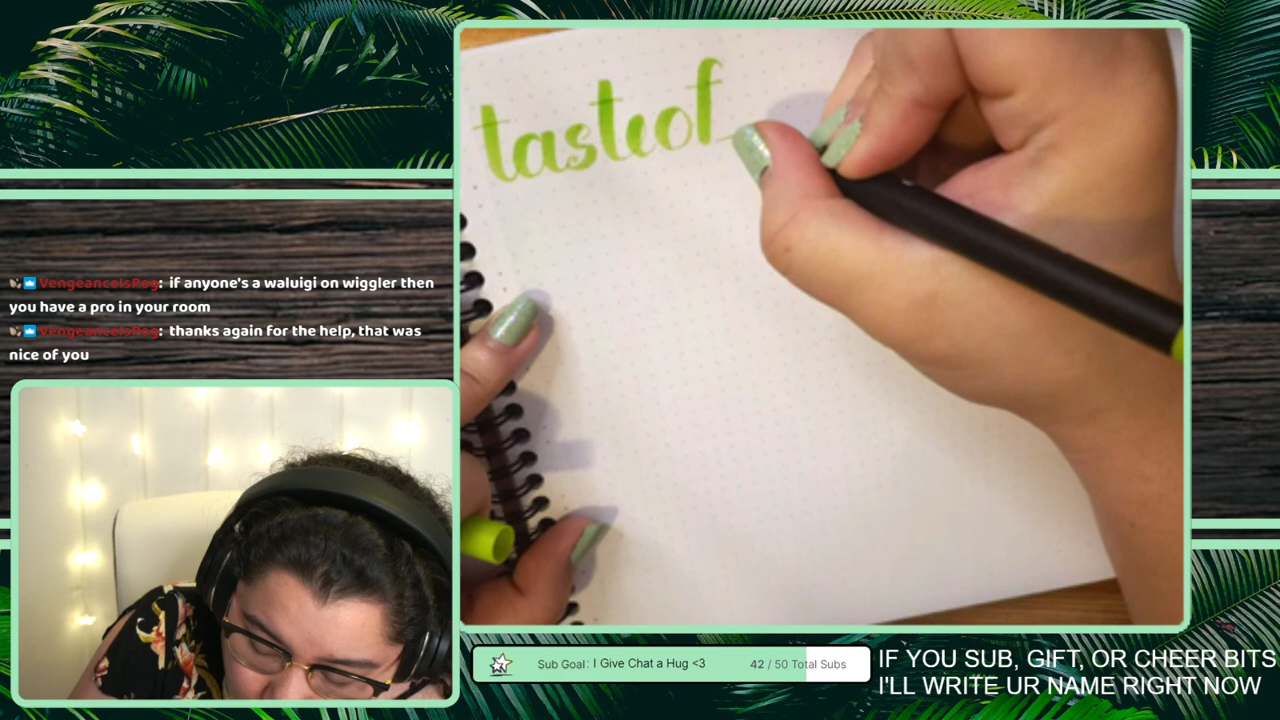 tasteof
VengeanceIsPog: if anyone's a waluigi on wiggler then
you have a pro in your room
VengeanceIsPog: thanks again for the help, that was
nice of you
Sub Goal: I Give Chat a Hug <3 42 / 50 Total Subs
IF YOU SUB, GIFT, OR CHEER BITS
I'LL WRITE UR NAME RIGHT NOW